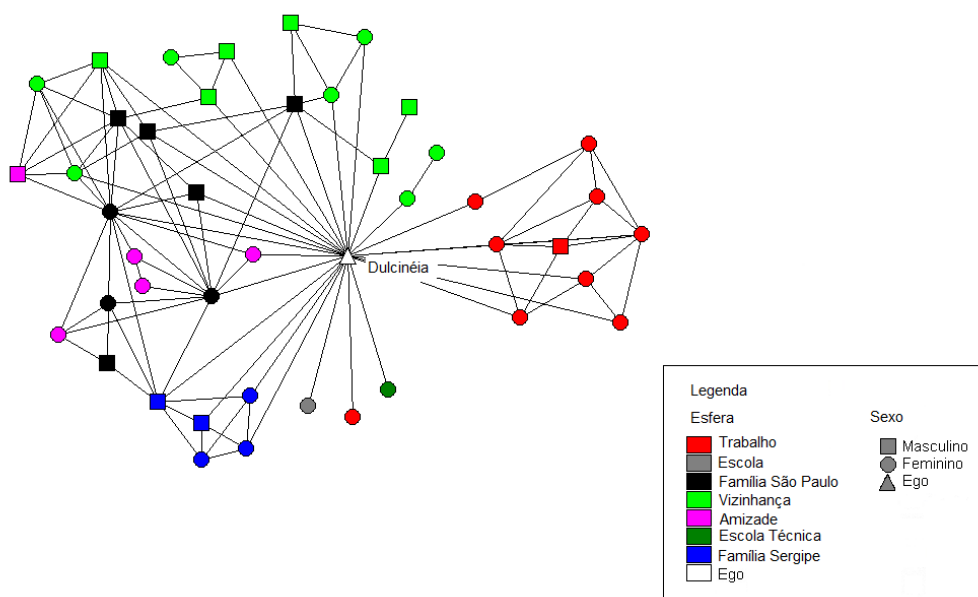 Dulcinéia
Legenda
Esfera
Trabalho
Escola
Família São Paulo
Vizinhança
Amizade
Escola Técnica
Família Sergipe
Ego
Sexo
Masculino
Feminino
Ego